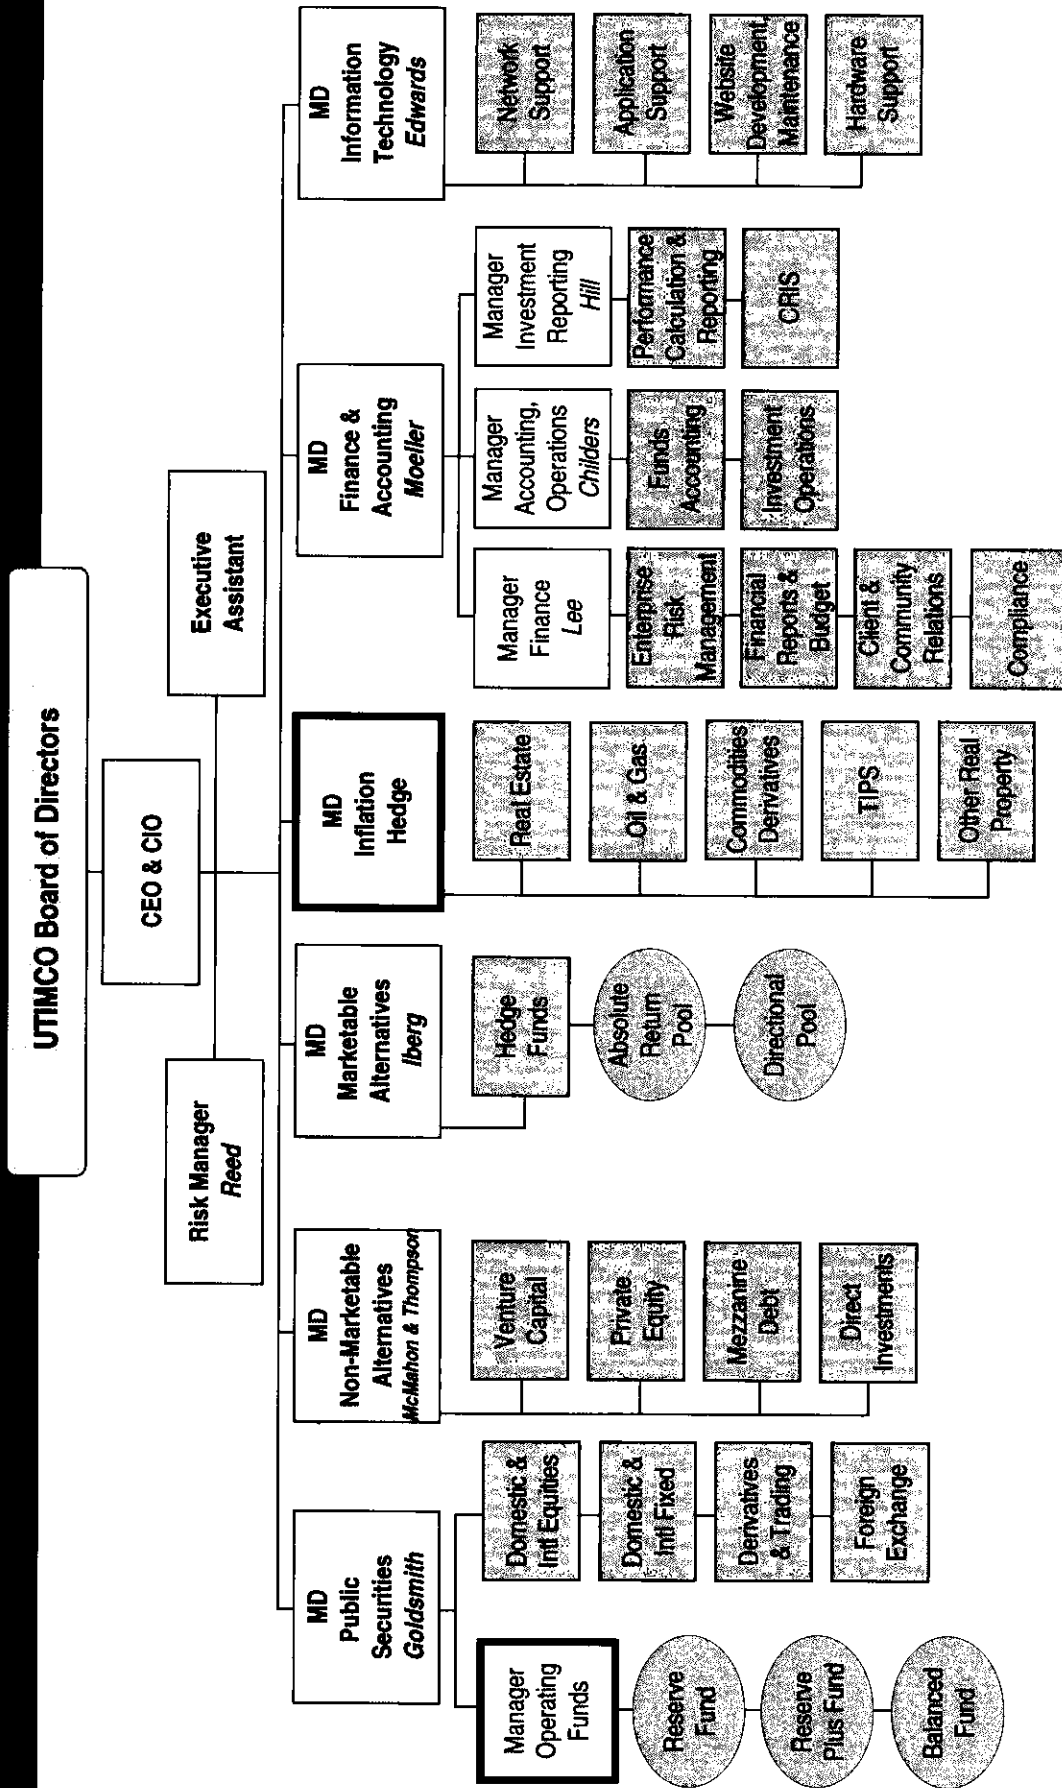 UTIMCO Board of Directors
CEO & CIO
Risk Manager
Reed
Executive
Assistant
MD
Public
Securities
Goldsmith
MD
Non-Marketable
Alternatives
McMahon & Thompson
MD
Marketable
Alternatives
Iberg
MD
Inflation
Hedge
MD
Finance &
Accounting
Moeller
MD
Information
Technology
Edwards
Manager
Operating
Funds
Reserve
Fund
Reserve
Plus Fund
Balanced
Fund
Domestic &
Intl Equities
Domestic &
Intl Fixed
Derivatives
& Trading
Foreign
Exchange
Venture
Capital
Private
Equity
Mezzanine
Debt
Direct
Investments
Hedge
Funds
Absolute
Return
Pool
Directional
Pool
Real Estate
Oil & Gas
Commodities
Derivatives
TIPS
Other Real
Property
Manager
Finance
Lee
Enterprise
Risk
Management
Financial
Reports &
Budget
Client &
Community
Relations
Compliance
Manager
Accounting,
Operations
Childers
Funds
Accounting
Investment
Operations
Manager
Investment
Reporting
Hill
Performance
Calculation &
Reporting
CRIS
Network
Support
Application
Support
Website
Development,
Maintenance
Hardware
Support